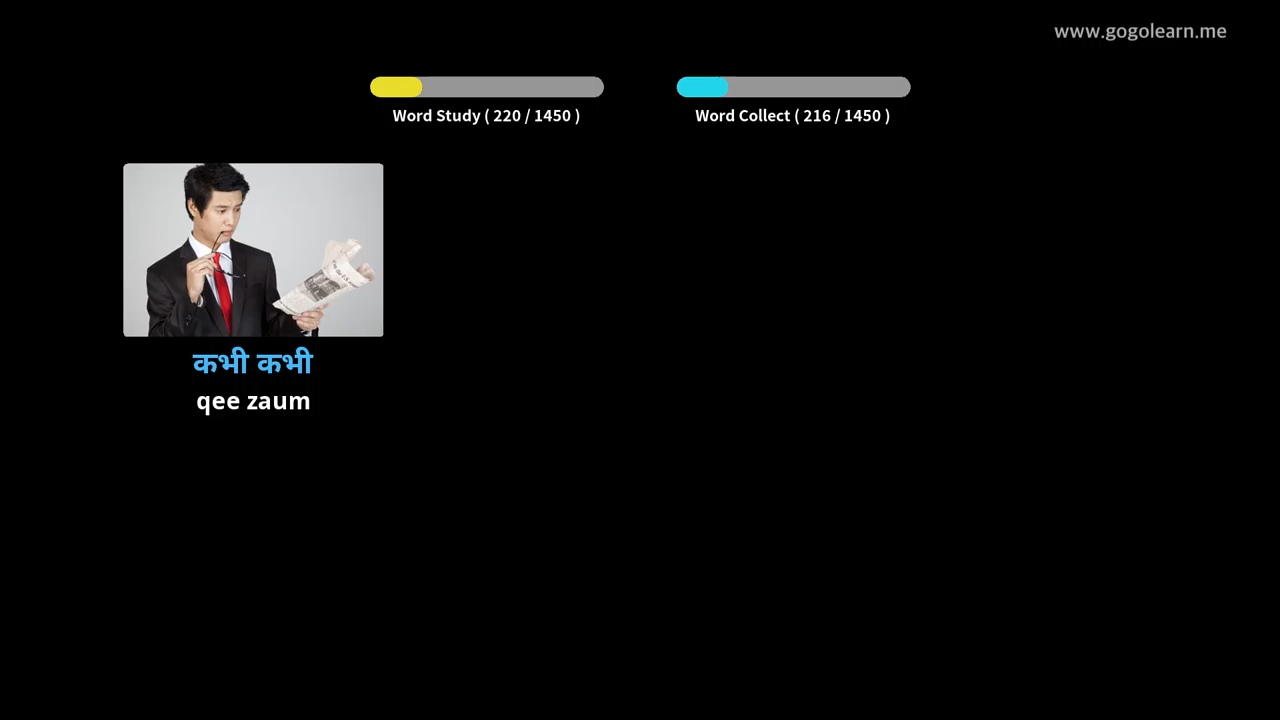 www.gogolearn.me
Word Study ( 220 / 1450 )
Word Collect ( 216 / 1450 )
कभी कभी
qee zaum